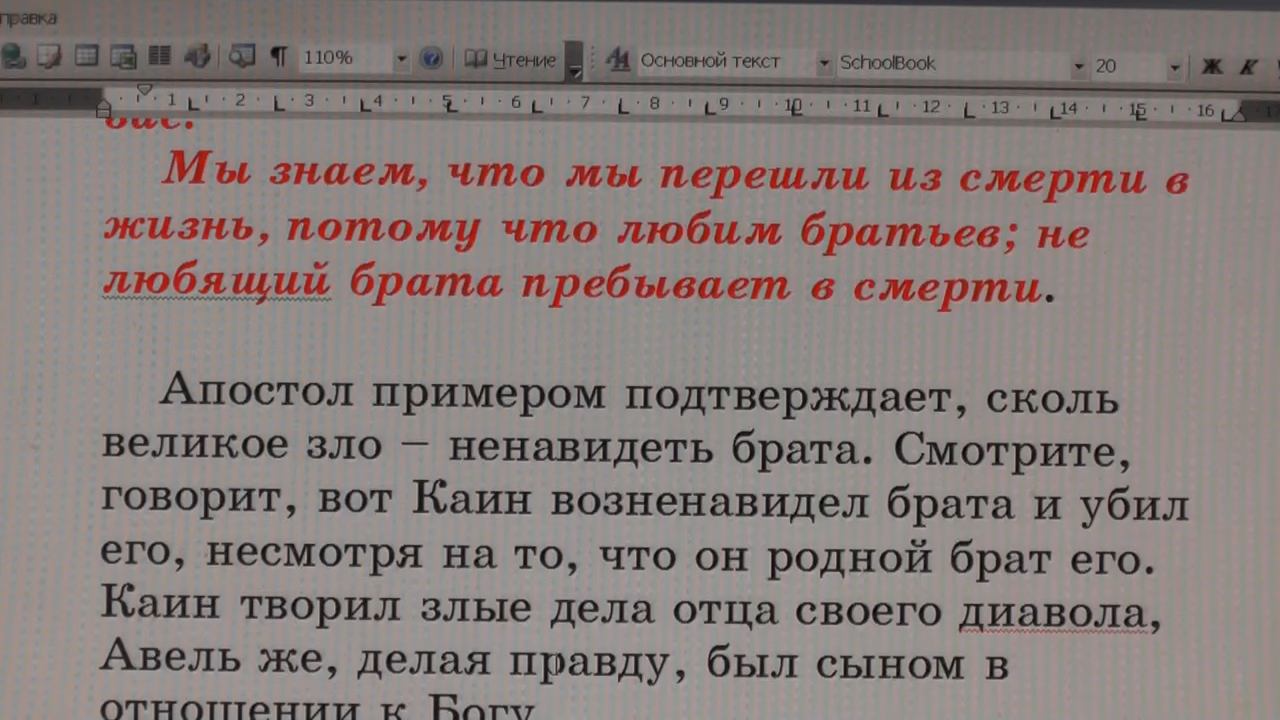 правка
110%
Чтение
Основной текст
SchoolBook
20
Ж К
1 1 2 3 4 5 6 7 8 9 10 11 12 13 14 15 16
вас.
Мы знаем, что мы перешли из смерти в
жизнь, потому что любим братьев; не
любящий брата пребывает в смерти.
Апостол примером подтверждает, сколь
великое зло – ненавидеть брата. Смотрите,
говорит, вот Каин возненавидел брата и убил
его, несмотря на то, что он родной брат его.
Каин творил злые дела отца своего диавола,
Авель же, делая правду, был сыном в
отношении к Богу